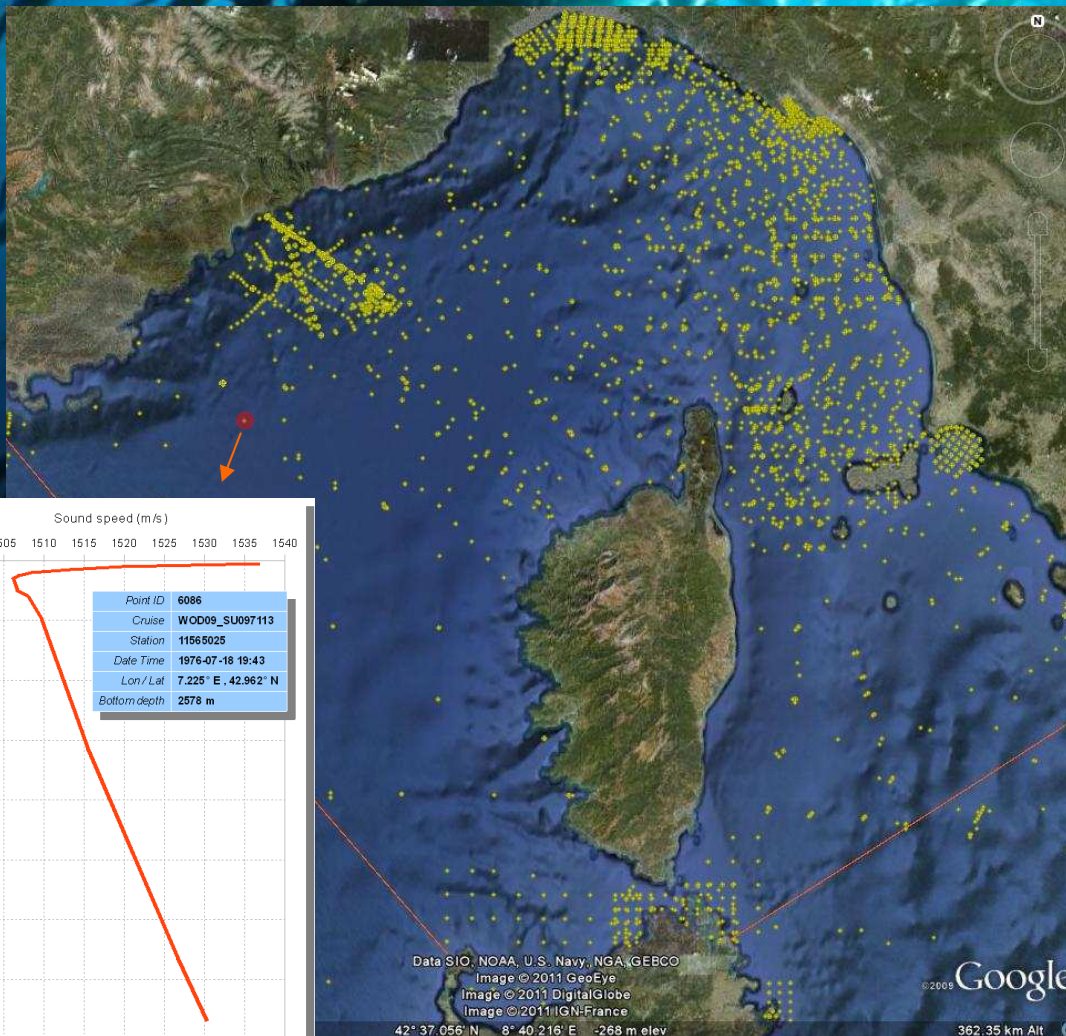 N
Sound speed (m/s)
505 1510 1515 1520 1525 1530 1535 1540
Point ID 6086
Cruise WOD09_SU097113
Station 11565025
Date Time 1976-07-18 19:43
Lon / Lat 7.225° E , 42.962° N
Bottom depth 2578 m
Data SIO, NOAA, U.S. Navy, NGA, GEBCO
Image © 2011 GeoEye
Image © 2011 DigitalGlobe
Image © 2011 IGN-France
©2009 Google
42° 37.056' N 8° 40.216' E -268 m elev 362.35 km Alt